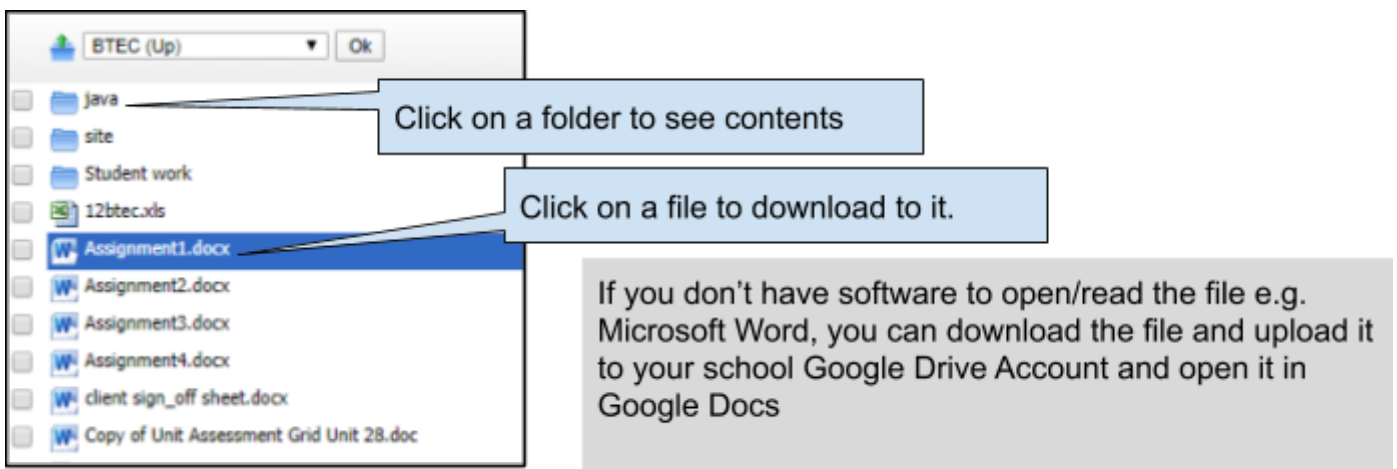 BTEC (Up) Ok
java
Click on a folder to see contents
site
Student work
12btec.xls
Click on a file to download to it.
Assignment1.docx
Assignment2.docx
Assignment3.docx
Assignment4.docx
client sign_off sheet.docx
Copy of Unit Assessment Grid Unit 28.doc
If you don’t have software to open/read the file e.g.
Microsoft Word, you can download the file and upload it
to your school Google Drive Account and open it in
Google Docs